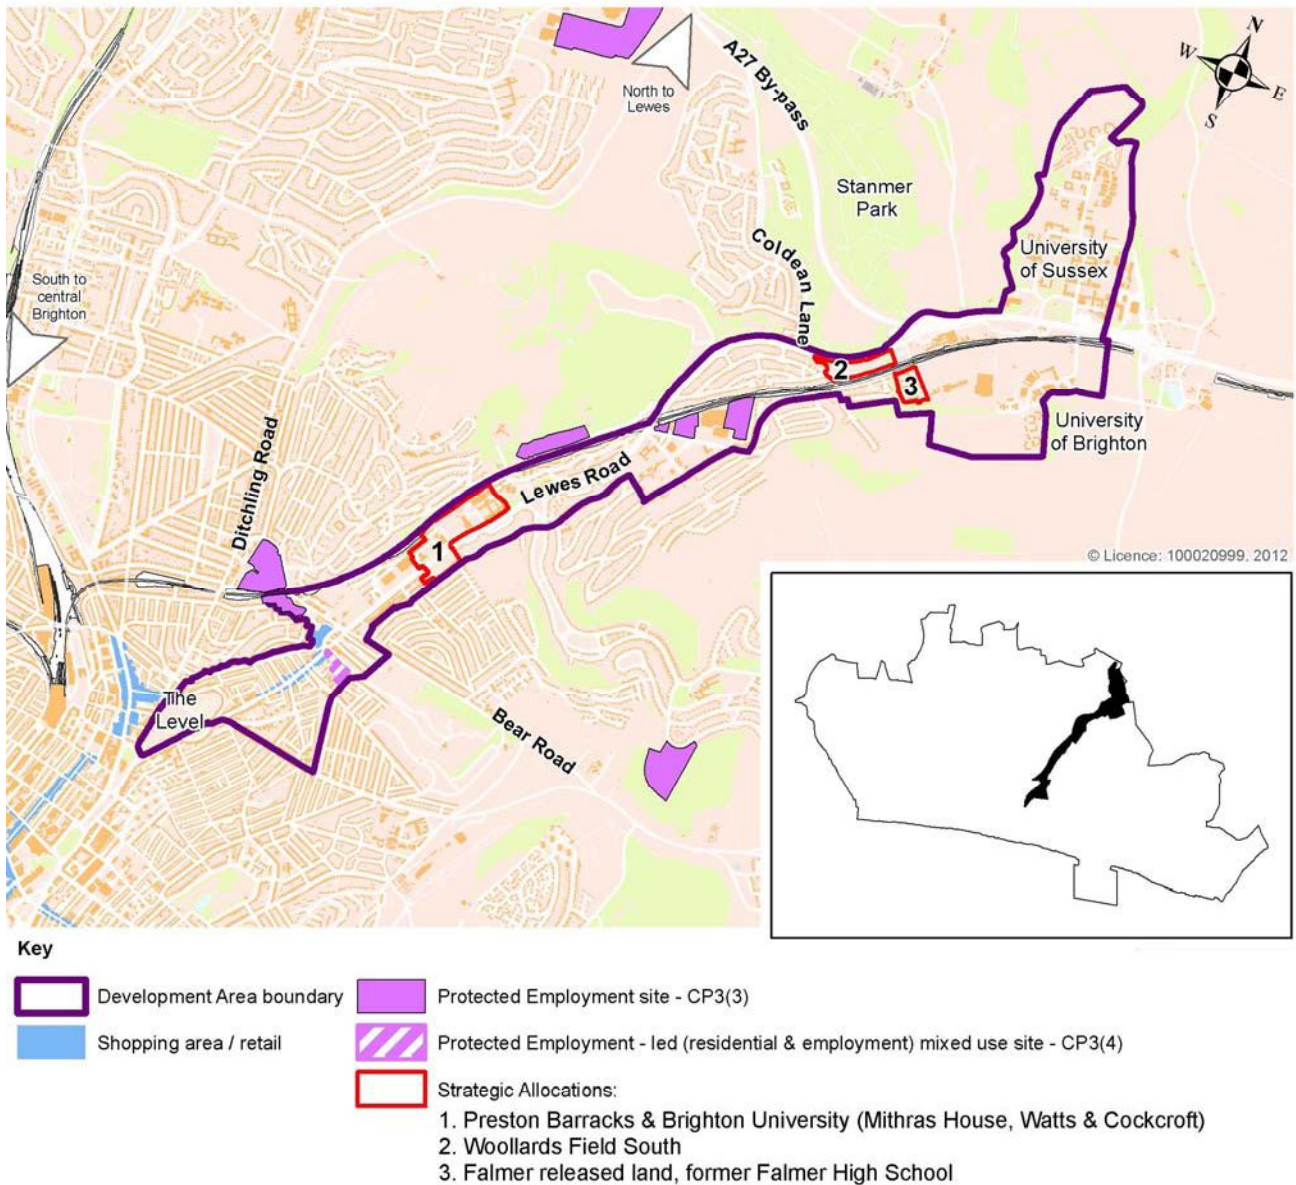 N
W
E
S
A27 By-pass
North to
Lewes
Stanmer
Park
Coldean Lane
University
of Sussex
South to
central
Brighton
2
3
University
of Brighton
Ditchling Road
Lewes Road
1
© Licence: 100020999, 2012
The
Level
Bear Road
Key
Development Area boundary
Protected Employment site - CP3(3)
Shopping area / retail
Protected Employment - led (residential & employment) mixed use site - CP3(4)
Strategic Allocations:
1. Preston Barracks & Brighton University (Mithras House, Watts & Cockcroft)
2. Woollards Field South
3. Falmer released land, former Falmer High School